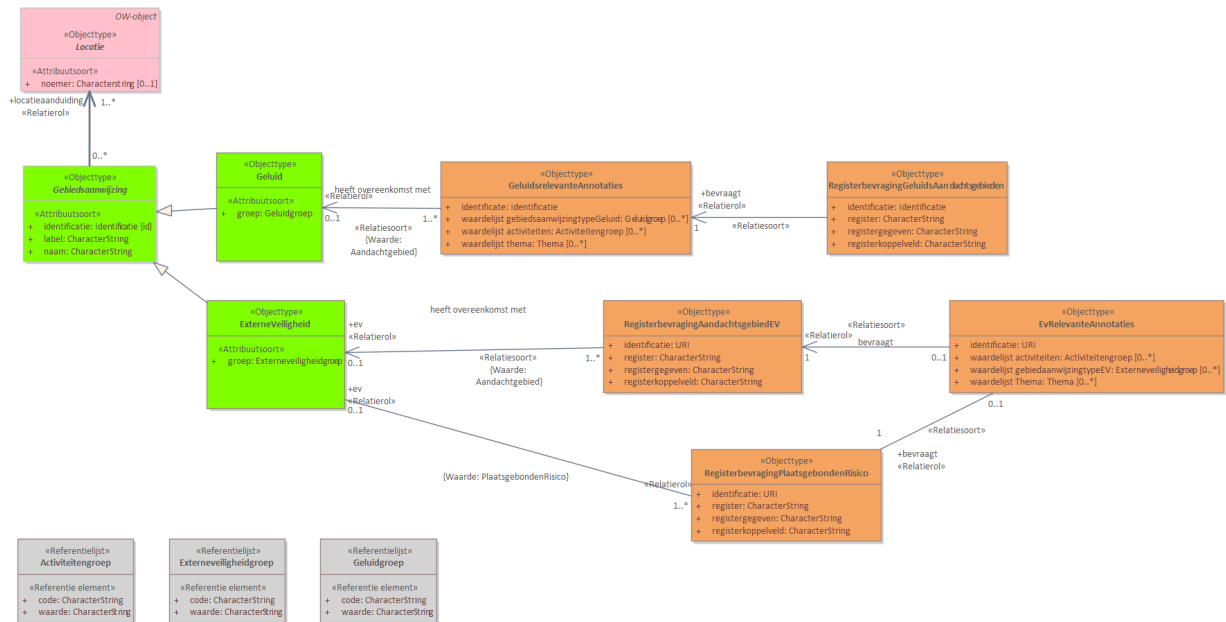 OW-object
«Objecttype»
Locatie
«Attribuutsoort»
+ noemer: Characterstring [0..1]
+locatieaanduiding
«Relatierol»
1..*
0..*
«Objecttype»
Gebiedsaanwijzing
«Attribuutsoort»
+ identificatie: Identificatie {id}
+ label: CharacterString
+ naam: CharacterString
«Objecttype»
Geluid
«Attribuutsoort»
+ groep: Geluidgroep
heeft overeenkomst met
«Relatierol»
0..1
1..*
«Relatiesoort»
{Waarde:
Aandachtgebied}
«Objecttype»
GeluidsrelevanteAnnotaties
+ identificatie: Identificatie
+ waardelijst gebiedsaanwijzingtypeGeluid: Geluidgroep [0..*]
+ waardelijst activiteiten: Activiteitengroep [0..*]
+ waardelijst thema: Thema [0..*]
+bevraagt
«Relatierol»
1
«Relatiesoort»
«Objecttype»
RegisterbevragingGeluidsAandachtsgebieden
+ identificatie: Identificatie
+ register: CharacterString
+ registergegeven: CharacterString
+ registerkoppelveld: CharacterString
«Objecttype»
ExterneVeiligheid
«Attribuutsoort»
+ groep: Externeveiligheidgroep
heeft overeenkomst met
+ev
«Relatierol»
0..1
1..*
«Relatiesoort»
{Waarde:
Aandachtgebied}
+ev
«Relatierol»
0..1
«Objecttype»
RegisterbevragingAandachtsgebiedEV
+ identificatie: URI
+ register: CharacterString
+ registergegeven: CharacterString
+ registerkoppelveld: CharacterString
«Relatiesoort»
«Relatierol»
bevraagt
1
0..1
«Objecttype»
EvRelevanteAnnotaties
+ identificatie: URI
+ waardelijst activiteiten: Activiteitengroep [0..*]
+ waardelijst gebiedaanwijzingtypeEV: Externeveiligheidgroep [0..*]
+ waardelijst Thema: Thema [0..*]
0..1
«Relatiesoort»
1
+bevraagt
«Relatierol»
{Waarde: PlaatsgebondenRisico}
«Relatierol»
1..*
«Objecttype»
RegisterbevragingPlaatsgebondenRisico
+ identificatie: URI
+ register: CharacterString
+ registergegeven: CharacterString
+ registerkoppelveld: CharacterString
«Referentielijst»
Activiteitengroep
«Referentie element»
+ code: CharacterString
+ waarde: CharacterString
«Referentielijst»
Externeveiligheidgroep
«Referentie element»
+ code: CharacterString
+ waarde: CharacterString
«Referentielijst»
Geluidgroep
«Referentie element»
+ code: CharacterString
+ waarde: CharacterString